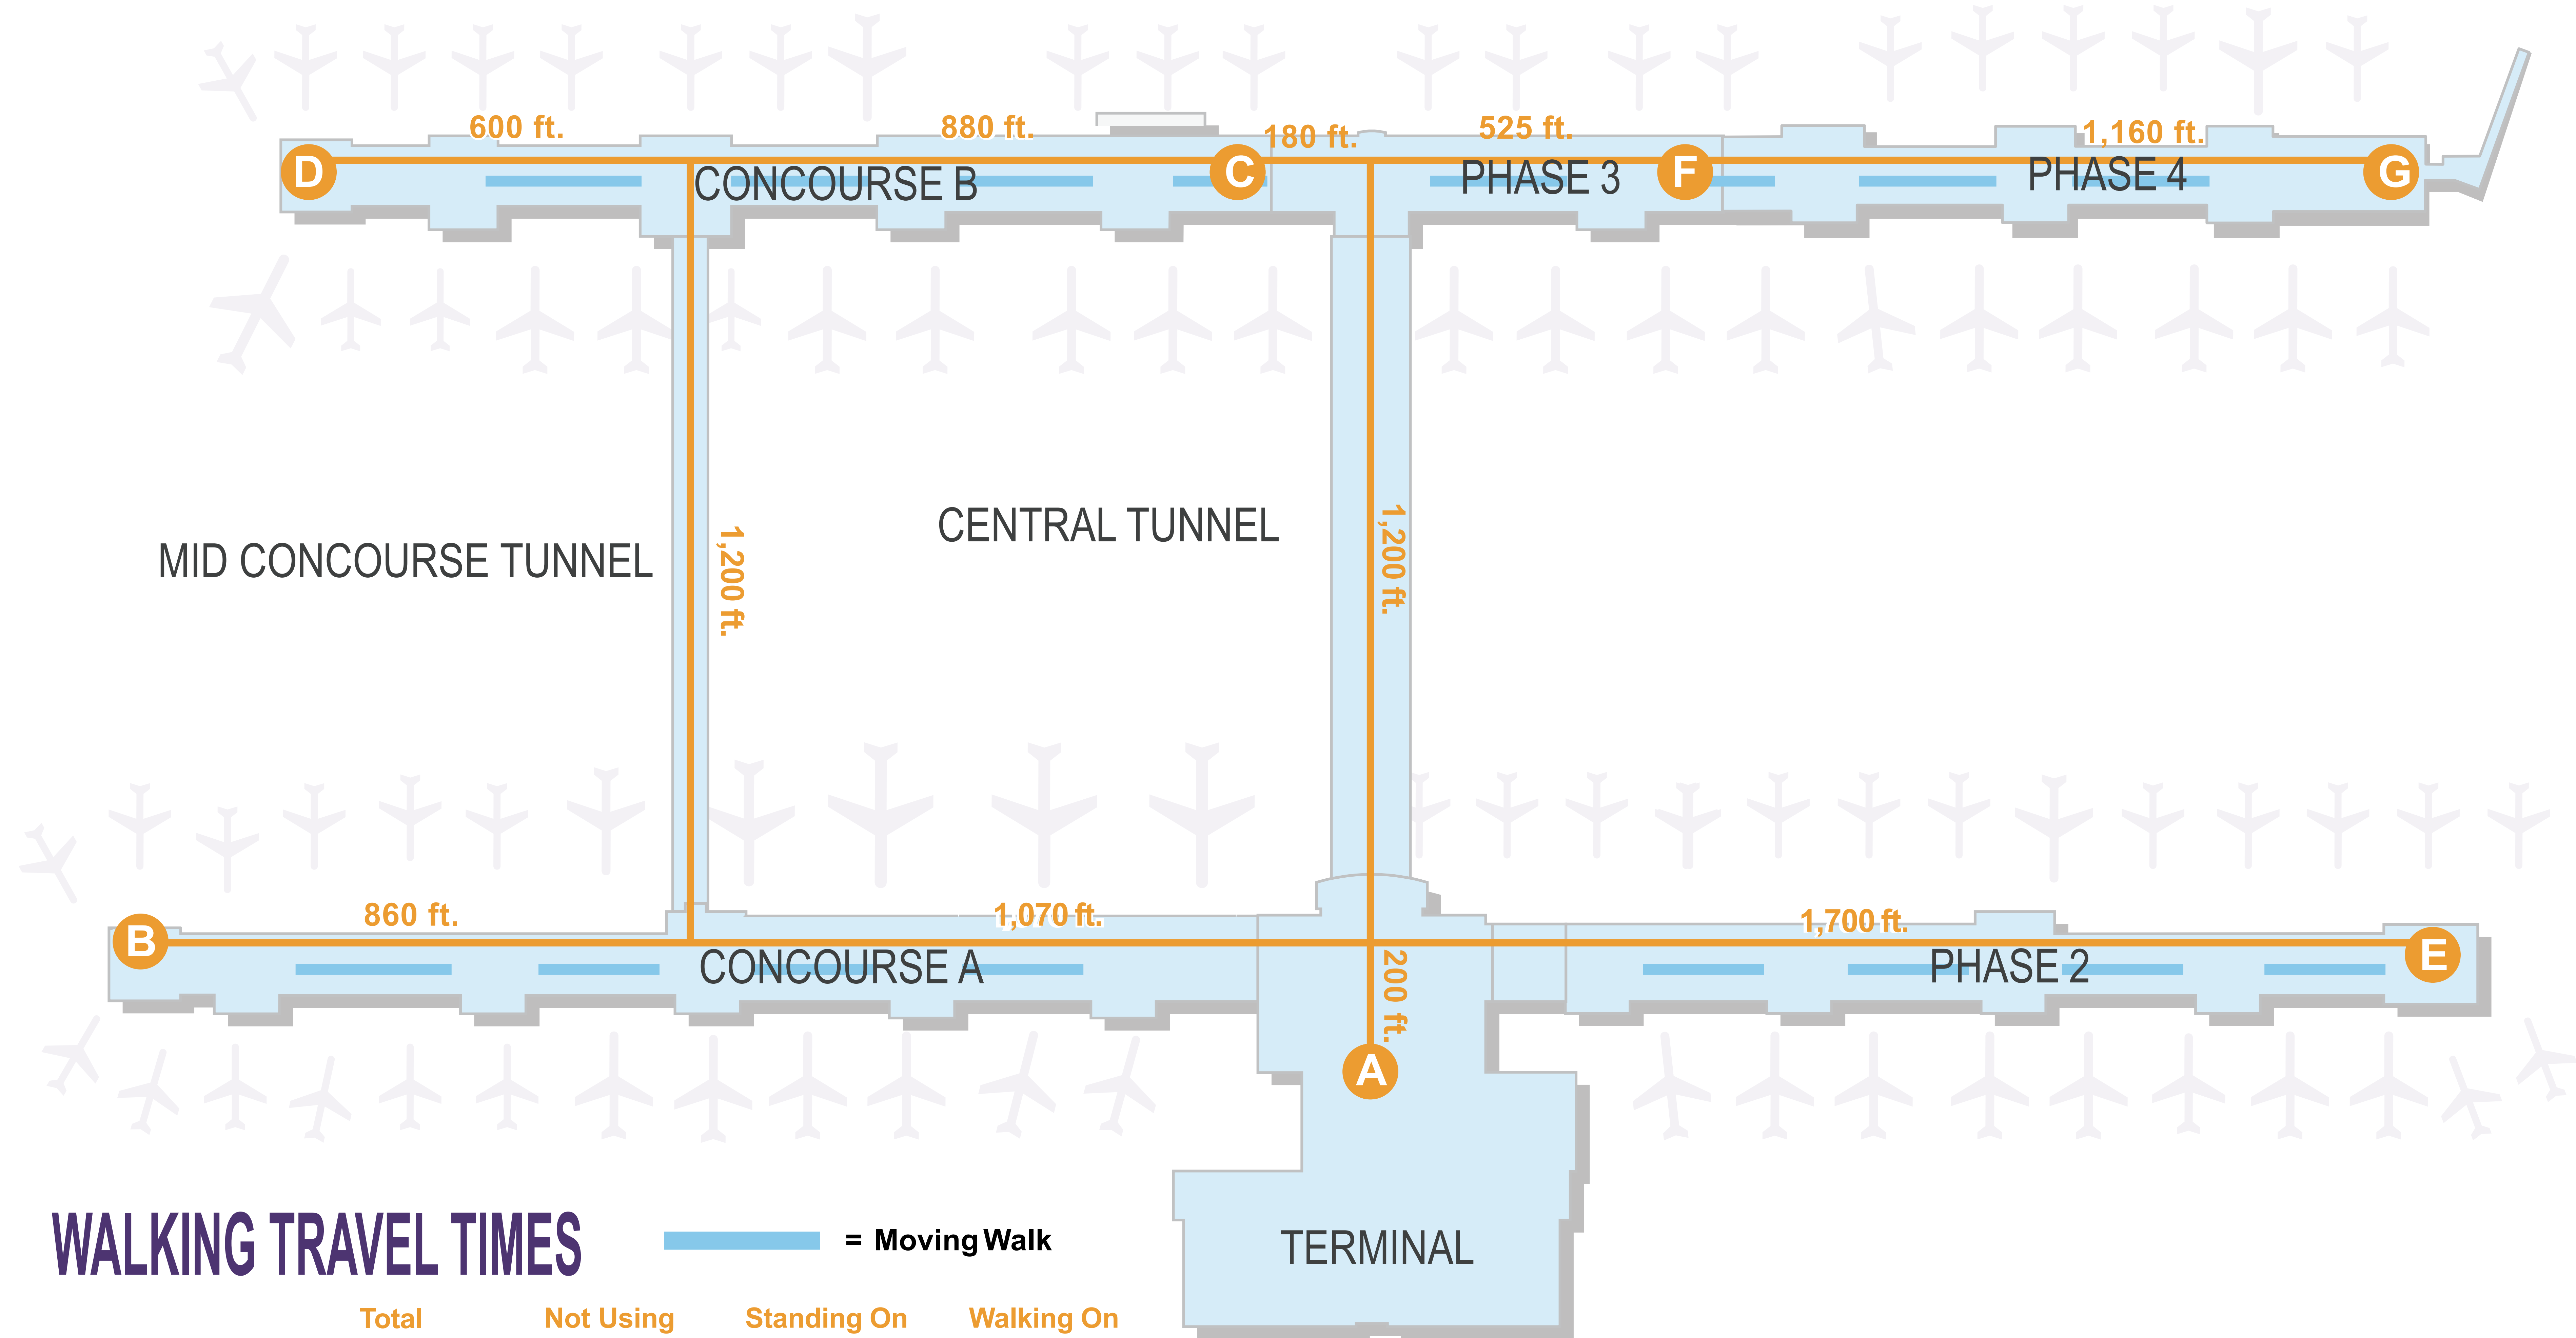 600 ft.
880 ft.
180 ft.
525 ft.
1,160 ft.
D
CONCOURSE B
C
PHASE 3
F
PHASE 4
G
MID CONCOURSE TUNNEL
1,200 ft.
CENTRAL TUNNEL
1,200 ft.
860 ft.
1,070 ft.
1,700 ft.
B
CONCOURSE A
200 ft.
PHASE 2
E
A
WALKING TRAVEL TIMES
= Moving Walk
TERMINAL
Total Not Using Standing On Walking On